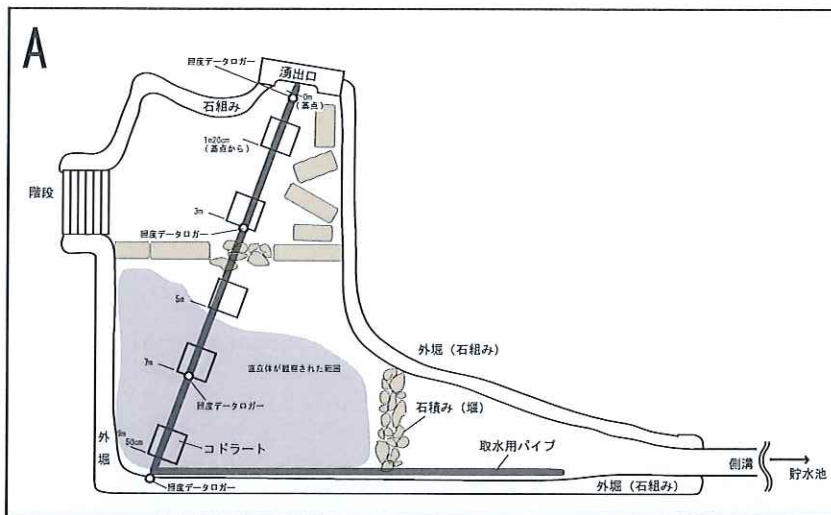 A
照度データロガー
湧出口
0m
(基点)
石組み
1m20cm
(基点から)
階段
3m
照度データロガー
5m
外堀（石組み）
7m
直立体が観察された範囲
照度データロガー
石積み（堰）
外
堀
9m
50cm
コドラート
取水用パイプ
側溝
貯水池
照度データロガー
外堀（石組み）